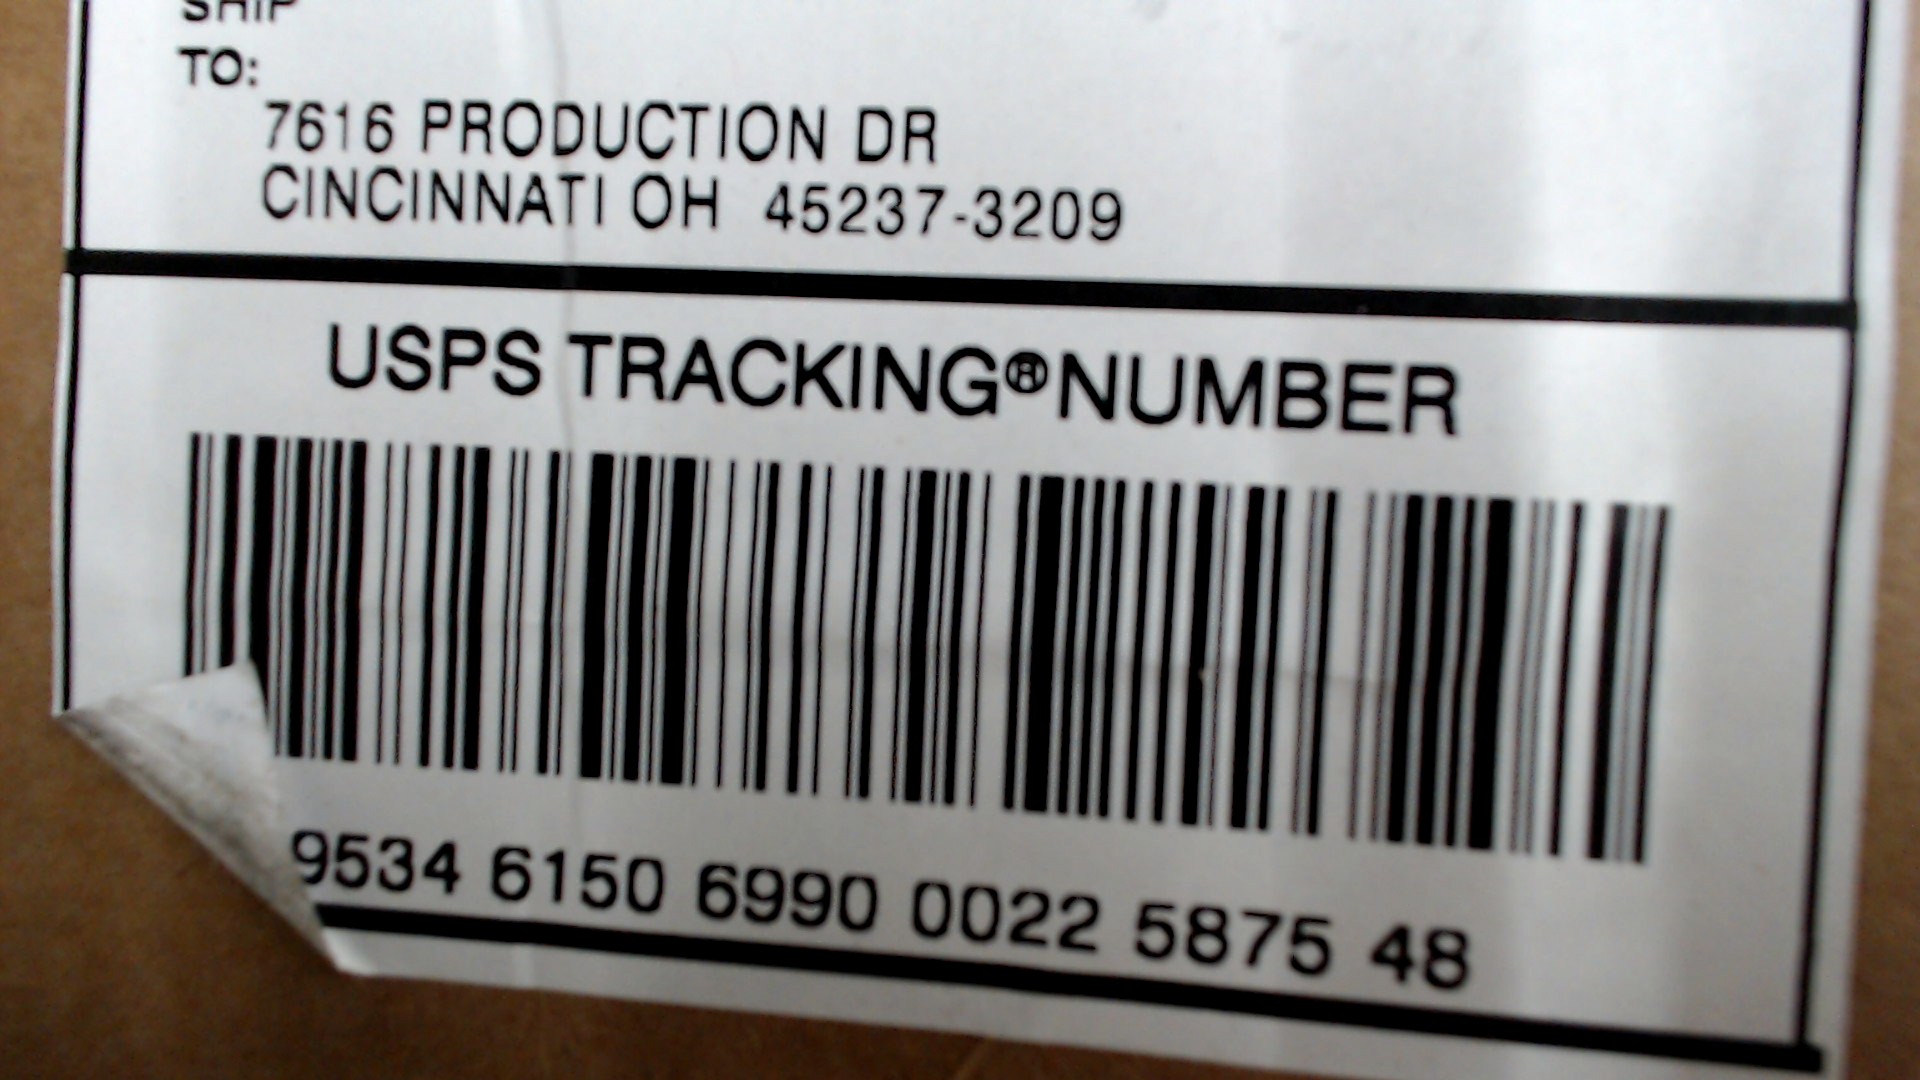 SHIP
TO:
7616 PRODUCTION DR
CINCINNATI OH 45237-3209
USPS TRACKING® NUMBER
9534 6150 6990 0022 5875 48